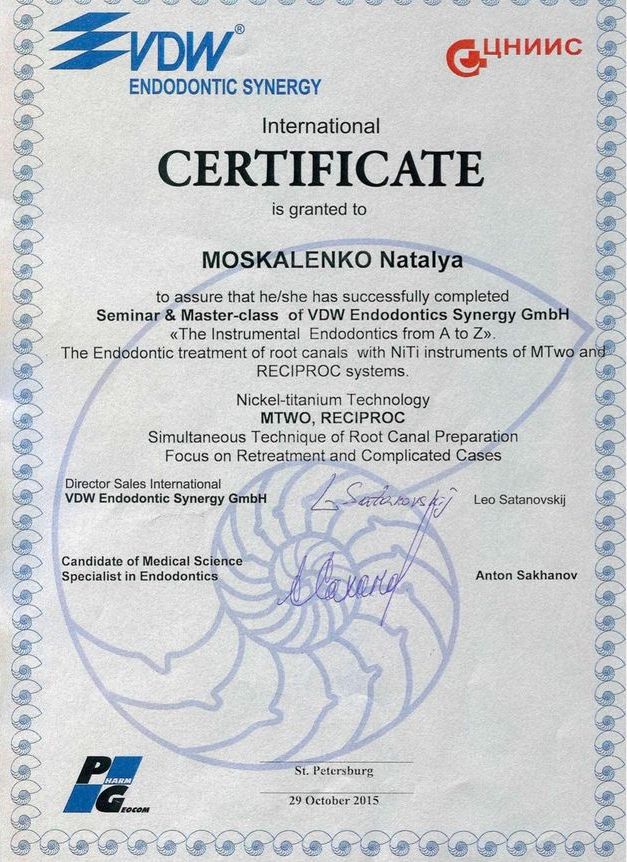 VDW®
ENDODONTIC SYNERGY
ЦНИИС
International
CERTIFICATE
is granted to
MOSKALENKO Natalya
to assure that he/she has successfully completed
Seminar & Master-class of VDW Endodontics Synergy GmbH
«The Instrumental Endodontics from A to Z».
The Endodontic treatment of root canals with NiTi instruments of MTwo and
RECIPROC systems.
Nickel-titanium Technology
MTWO, RECIPROC
Simultaneous Technique of Root Canal Preparation
Focus on Retreatment and Complicated Cases
Director Sales International
VDW Endodontic Synergy GmbH
L Satanovskij
Leo Satanovskij
Candidate of Medical Science
Specialist in Endodontics
Anton Sakhanov
PHARM
GEOCOM
St. Petersburg
29 October 2015